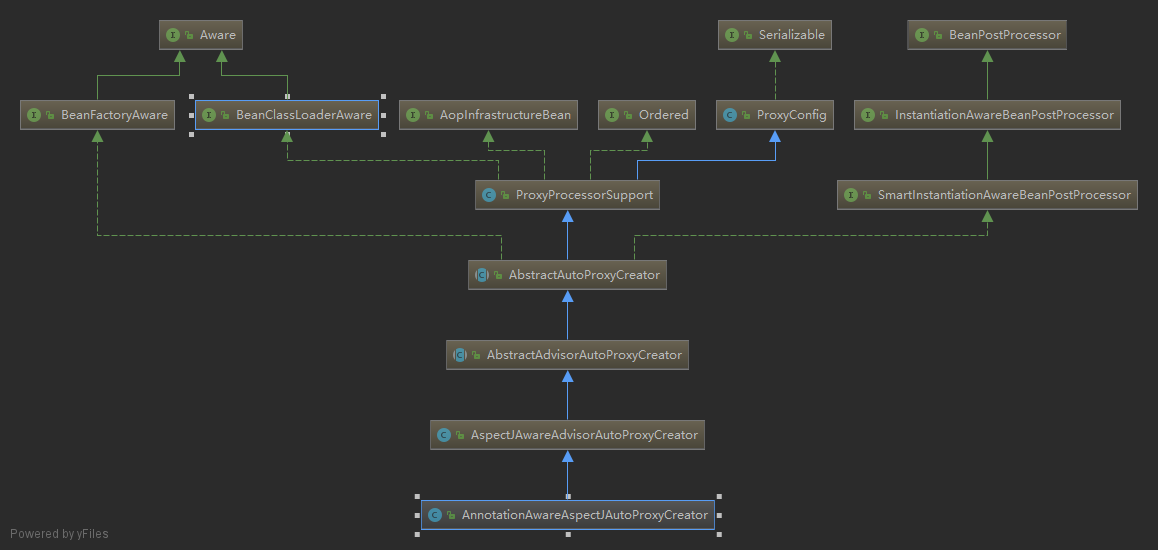 Aware
Serializable
BeanPostProcessor
BeanFactoryAware
BeanClassLoaderAware
AopInfrastructureBean
Ordered
ProxyConfig
InstantiationAwareBeanPostProcessor
ProxyProcessorSupport
SmartInstantiationAwareBeanPostProcessor
AbstractAutoProxyCreator
AbstractAdvisorAutoProxyCreator
AspectJAwareAdvisorAutoProxyCreator
AnnotationAwareAspectJAutoProxyCreator
Powered by yFiles